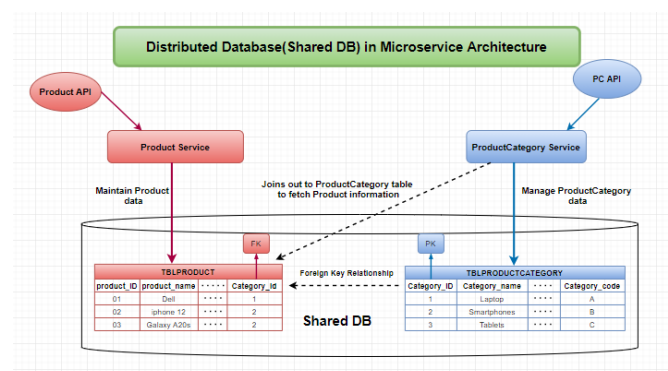 Distributed Database(Shared DB) in Microservice Architecture
Product API
PC API
Product Service
ProductCategory Service
Maintain Product
data
Joins out to ProductCategory table
to fetch Product information
Manage ProductCategory
data
FK
PK
TBLPRODUCT
product_ID product_name ····· Category_id
01 Dell ···· 1
02 iphone 12 ···· 2
03 Galaxy A20s ···· 2
Foreign Key Relationship
Shared DB
TBLPRODUCTCATEGORY
Category_ID Category_name ···· Category_code
1 Laptop ···· A
2 Smartphones ···· B
3 Tablets ···· C